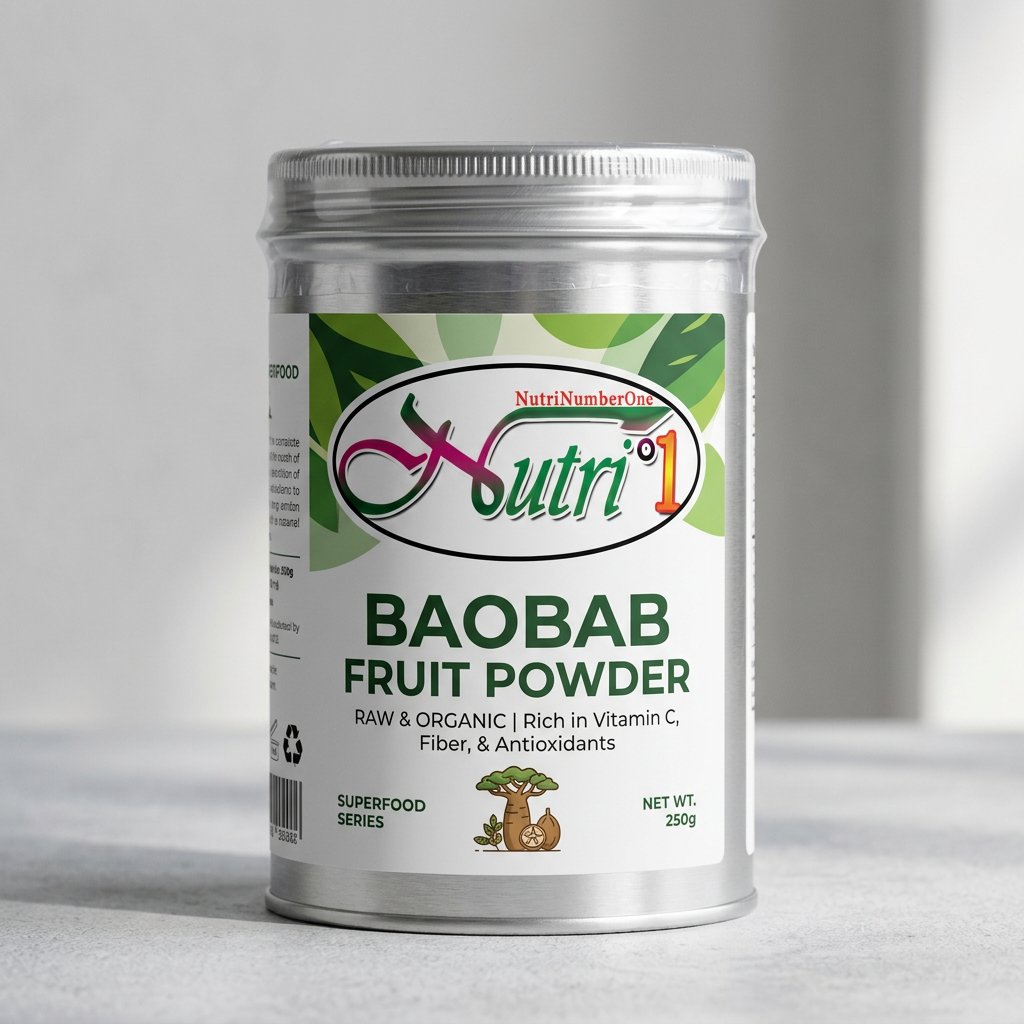 NutriNumberOne
Nutri°1
BAOBAB
FRUIT POWDER
RAW & ORGANIC | Rich in Vitamin C,
Fiber, & Antioxidants
SUPERFOOD
SERIES
NET WT.
250g